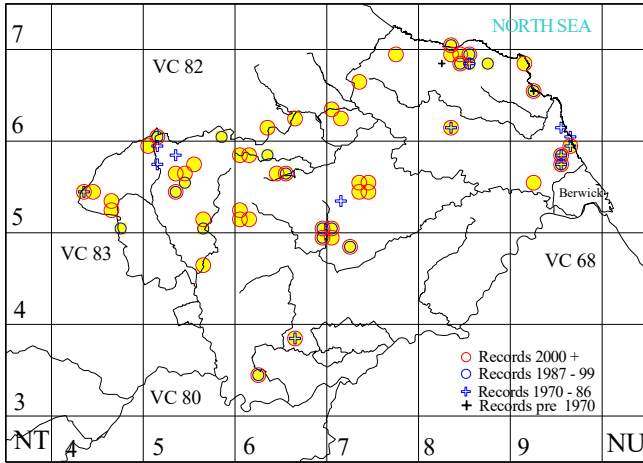 NORTH SEA
7
VC 82
6
Berwick
5
VC 83
VC 68
4
Records 2000 +
Records 1987 - 99
VC 80
Records 1970 - 86
Records pre 1970
3
NT 4 5 6 7 8 9 NU